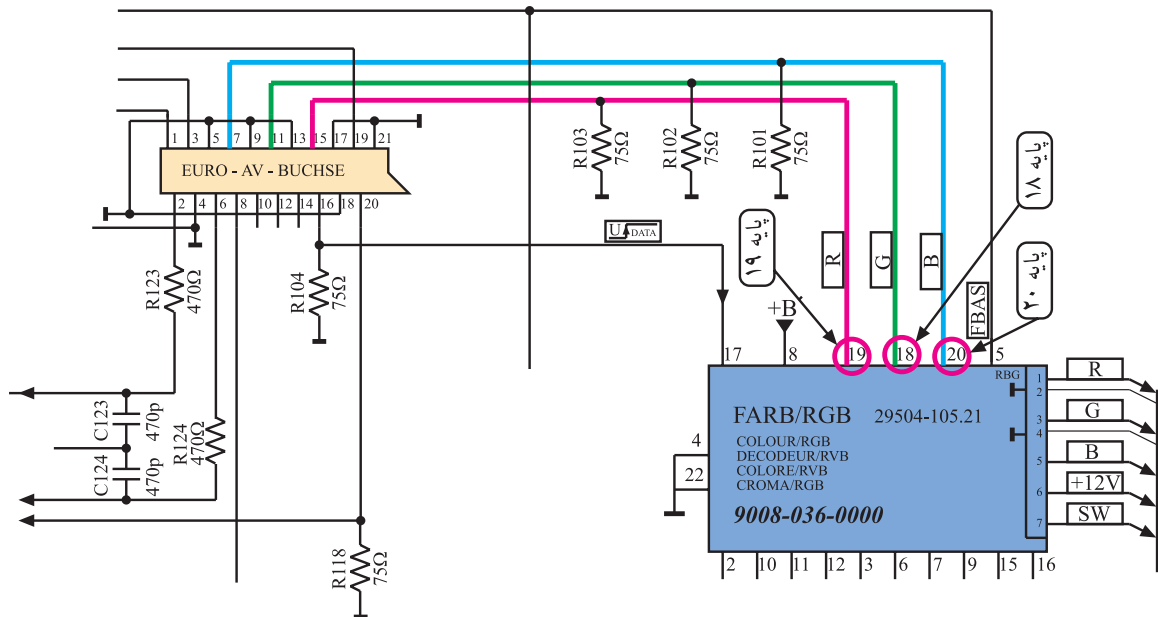 1 3 5 7 9 11 13 15 17 19 21
EURO - AV - BUCHSE
2 4 6 8 10 12 14 16 18 20
R103
75Ω
R102
75Ω
R101
75Ω
پایه ۱۸
U DATA
پایه ۱۹
R
G
B
پایه ۲۰
FBAS
R123
470Ω
R104
75Ω
+B
17 8 19 18 20 5
C123
470p
C124
470p
R124
470Ω
R118
75Ω
RBG
FARB/RGB 29504-105.21
COLOUR/RGB
DECODEUR/RVB
COLORE/RVB
CROMA/RGB
9008-036-0000
4
22
1 R
2
3 G
4
5 B
6 +12V
7 SW
2 10 11 12 3 6 7 9 15 16